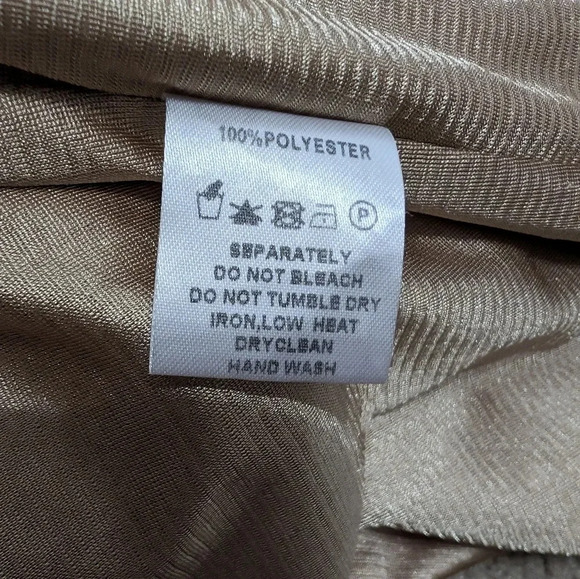 100%POLYESTER
P
SEPARATELY
DO NOT BLEACH
DO NOT TUMBLE DRY
IRON,LOW HEAT
DRYCLEAN
HAND WASH